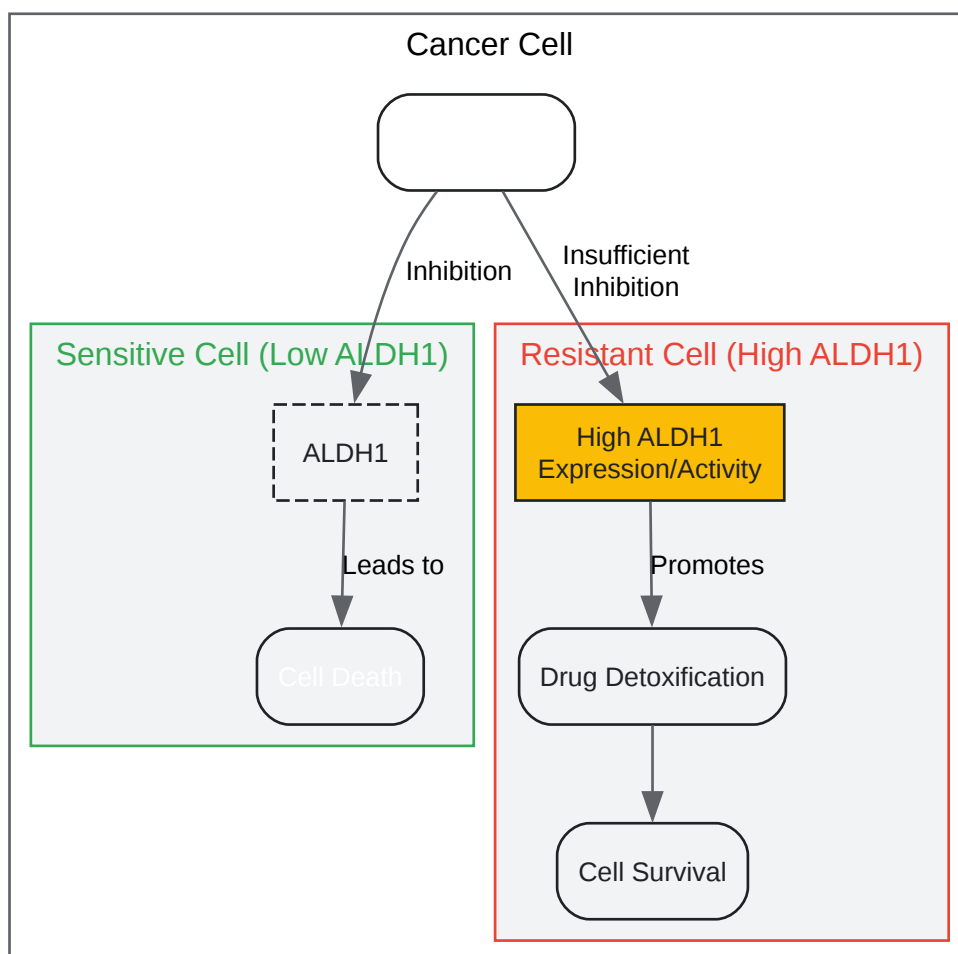 Cancer Cell
Inhibition
Insufficient
Inhibition
Sensitive Cell (Low ALDH1)
Resistant Cell (High ALDH1)
ALDH1
High ALDH1
Expression/Activity
Leads to
Promotes
Cell Death
Drug Detoxification
Cell Survival